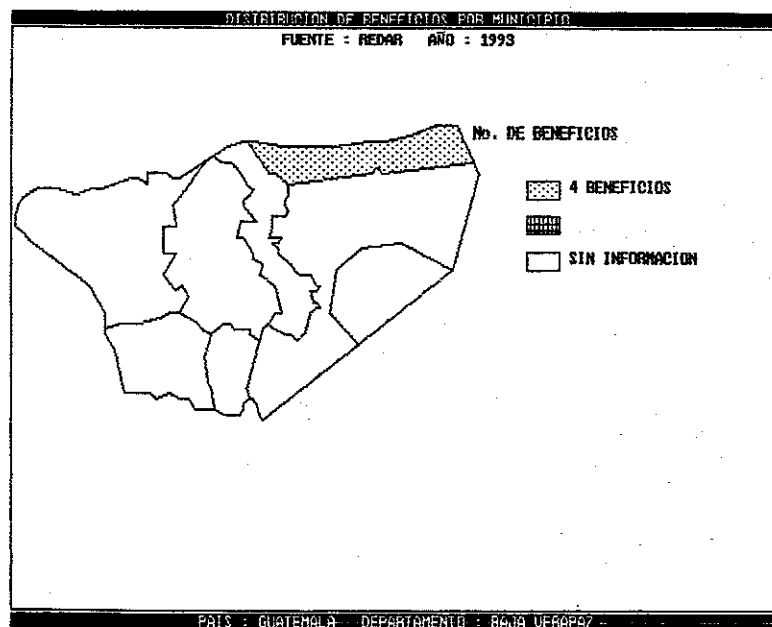 DISTRIBUCION DE BENEFICIOS POR MUNICIPIO
FUENTE : REDAR AÑO : 1993
No. DE BENEFICIOS
4 BENEFICIOS
SIN INFORMACION
PAIS : GUATEMALA DEPARTAMENTO : BAJA VERAPAZ